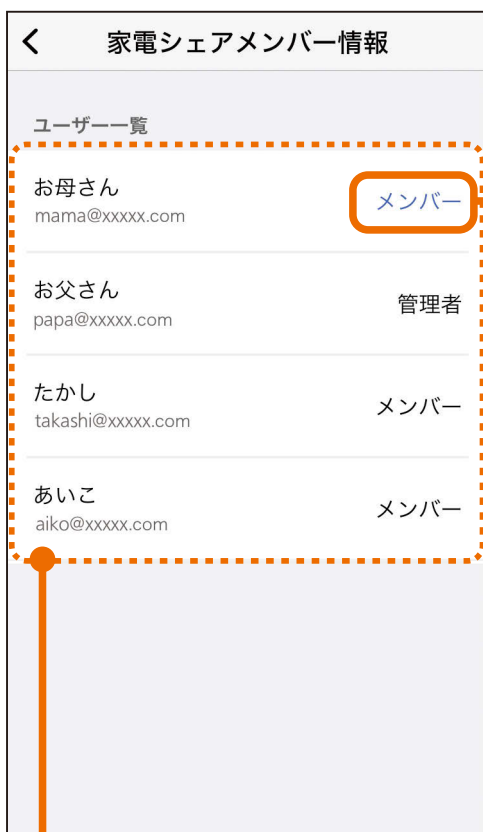 家電シェアメンバー情報
ユーザー一覧
お母さん
mama@xxxxx.com
メンバー
お父さん
papa@xxxxx.com
管理者
たかし
takashi@xxxxx.com
メンバー
あいこ
aiko@xxxxx.com
メンバー